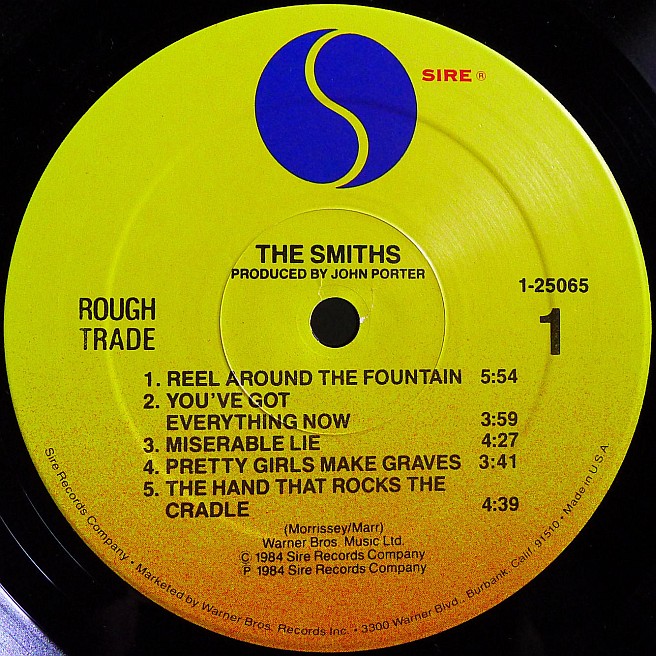 SIRE ®
THE SMITHS
PRODUCED BY JOHN PORTER
1-25065
ROUGH
TRADE
1
1. REEL AROUND THE FOUNTAIN 5:54
2. YOU'VE GOT
EVERYTHING NOW 3:59
3. MISERABLE LIE 4:27
4. PRETTY GIRLS MAKE GRAVES 3:41
5. THE HAND THAT ROCKS THE
CRADLE 4:39
(Morrissey/Marr)
Warner Bros. Music Ltd.
© 1984 Sire Records Company
℗ 1984 Sire Records Company
Sire Records Company • Marketed by Warner Bros. Records Inc. • 3300 Warner Blvd., Burbank, Calif. 91510 • Made in U.S.A.